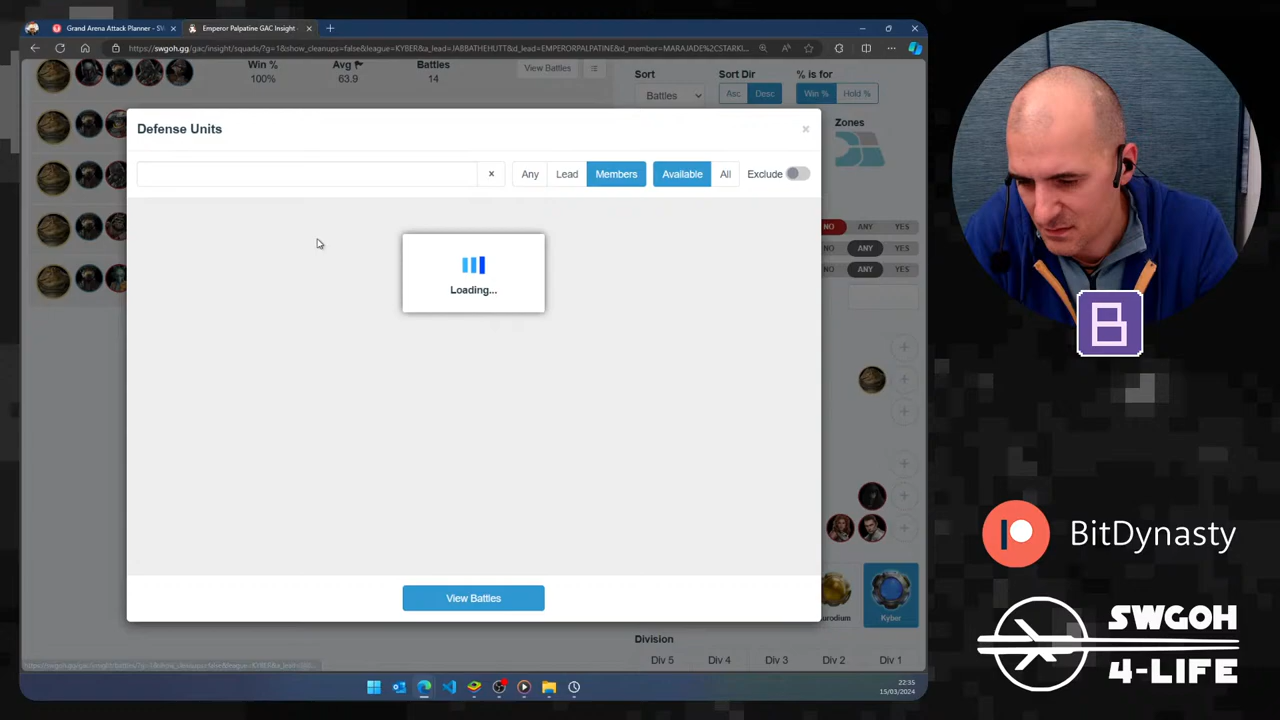 Grand Arena Attack Planner - SW
Emperor Palpatine GAC Insight
https://swgoh.gg/gac/insight/squads/?g=1&show_cleanups=false&league=KYBER&a_lead=JABBATHEHUTT&d_lead=EMPERORPALPATINE&d_member=MARAJADE%2CSTARKI...
Win %
100%
Avg
63.9
Battles
14
View Battles
Sort
Battles
Sort Dir
Asc
Desc
% is for
Win %
Hold %
Zones
Defense Units
×
x
Any
Lead
Members
Available
All
Exclude
Loading...
NO
ANY
YES
NO
ANY
YES
NO
ANY
YES
View Battles
Kyber
Division
Div 5
Div 4
Div 3
Div 2
Div 1
22:35
15/03/2024
B
BitDynasty
SWGOH
4-LIFE